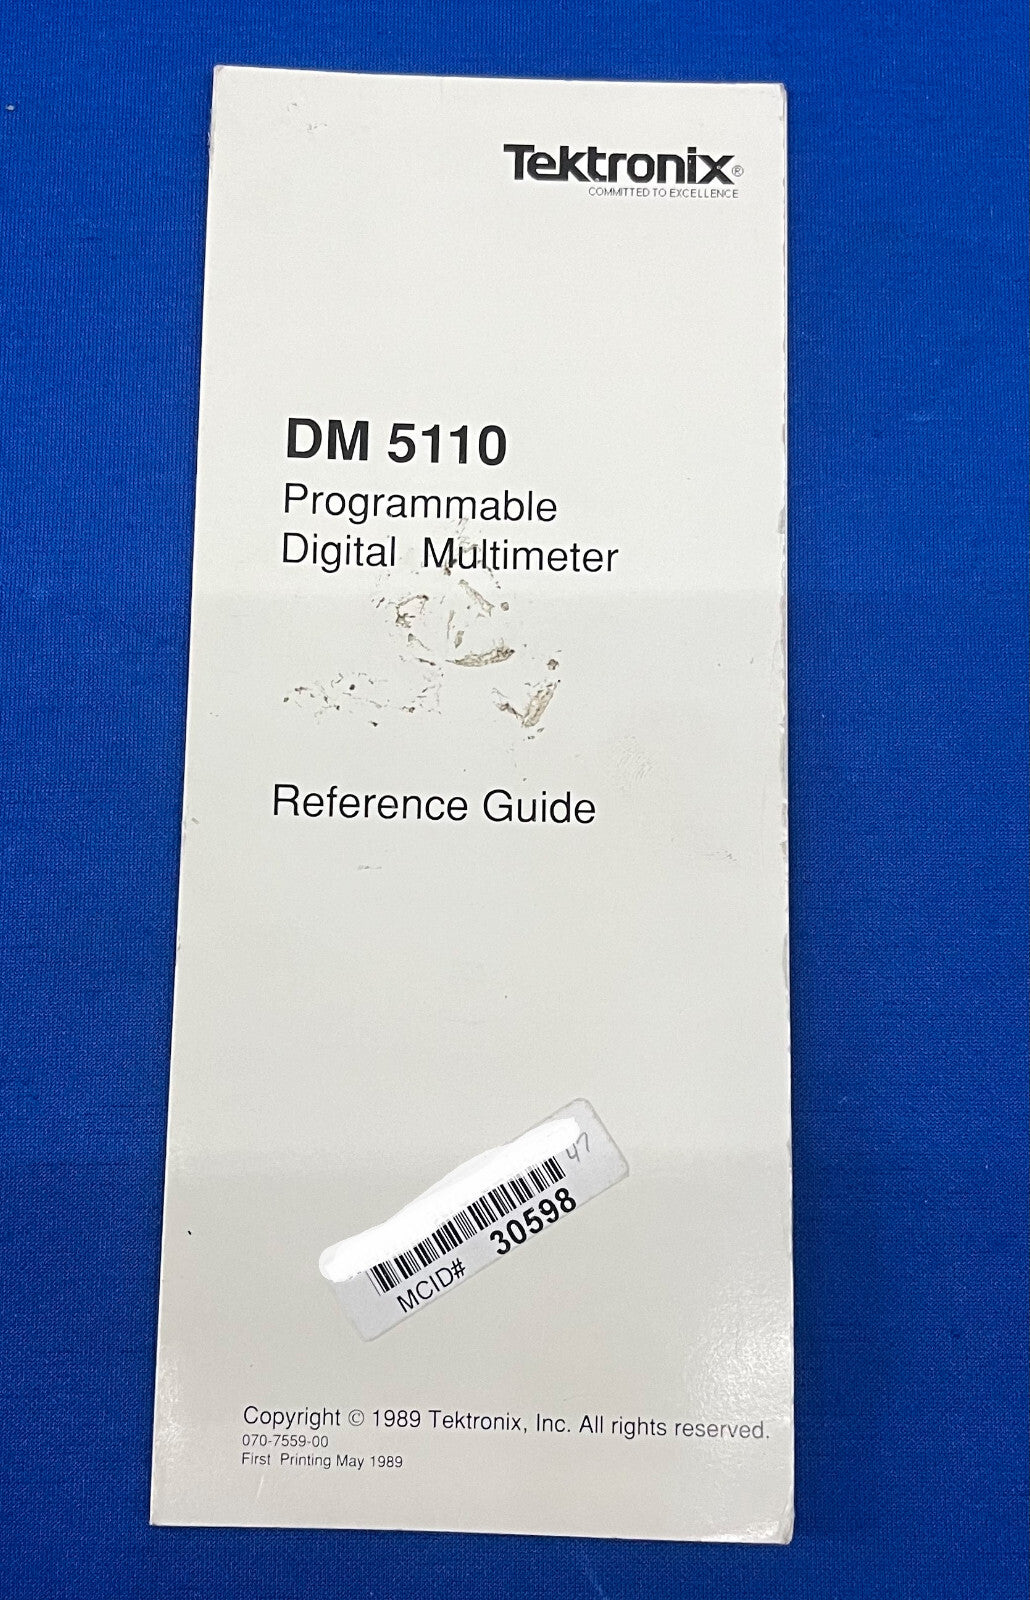 Tektronix®
COMMITTED TO EXCELLENCE
DM 5110
Programmable
Digital Multimeter
Reference Guide
47
MCID# 30598
Copyright © 1989 Tektronix, Inc. All rights reserved.
070-7559-00
First Printing May 1989